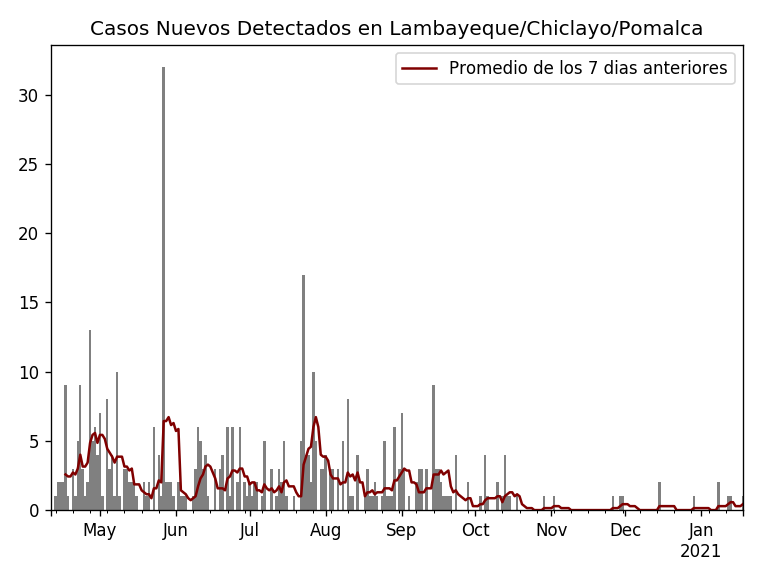 Casos Nuevos Detectados en Lambayeque/Chiclayo/Pomalca
Promedio de los 7 dias anteriores
30
25
20
15
10
5
0
May Jun Jul Aug Sep Oct Nov Dec Jan
2021